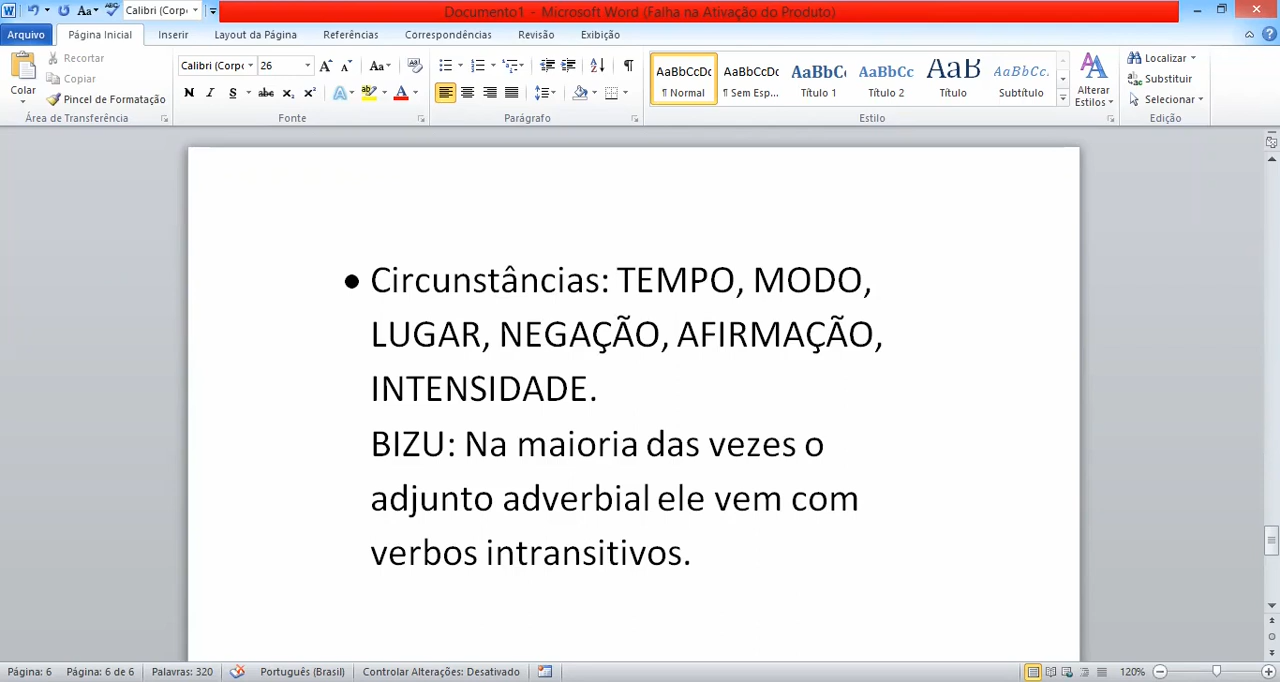 Calibri (Corp
Documento1 - Microsoft Word (Falha na Ativação do Produto)
Arquivo Página Inicial Inserir Layout da Página Referências Correspondências Revisão Exibição
Colar
Recortar
Copiar
Pincel de Formatação
Área de Transferência
Calibri (Corpc 26
Fonte
Parágrafo
AaBbCcDc AaBbCcDc AaBbC AaBbCc AaB AaBbCc.
¶ Normal ¶ Sem Esp... Título 1 Título 2 Título Subtítulo
Estilo
Alterar
Estilos
Localizar
Substituir
Selecionar
Edição
• Circunstâncias: TEMPO, MODO,
LUGAR, NEGAÇÃO, AFIRMAÇÃO,
INTENSIDADE.
BIZU: Na maioria das vezes o
adjunto adverbial ele vem com
verbos intransitivos.
Página: 6 Página: 6 de 6 Palavras: 320 Português (Brasil) Controlar Alterações: Desativado 120%